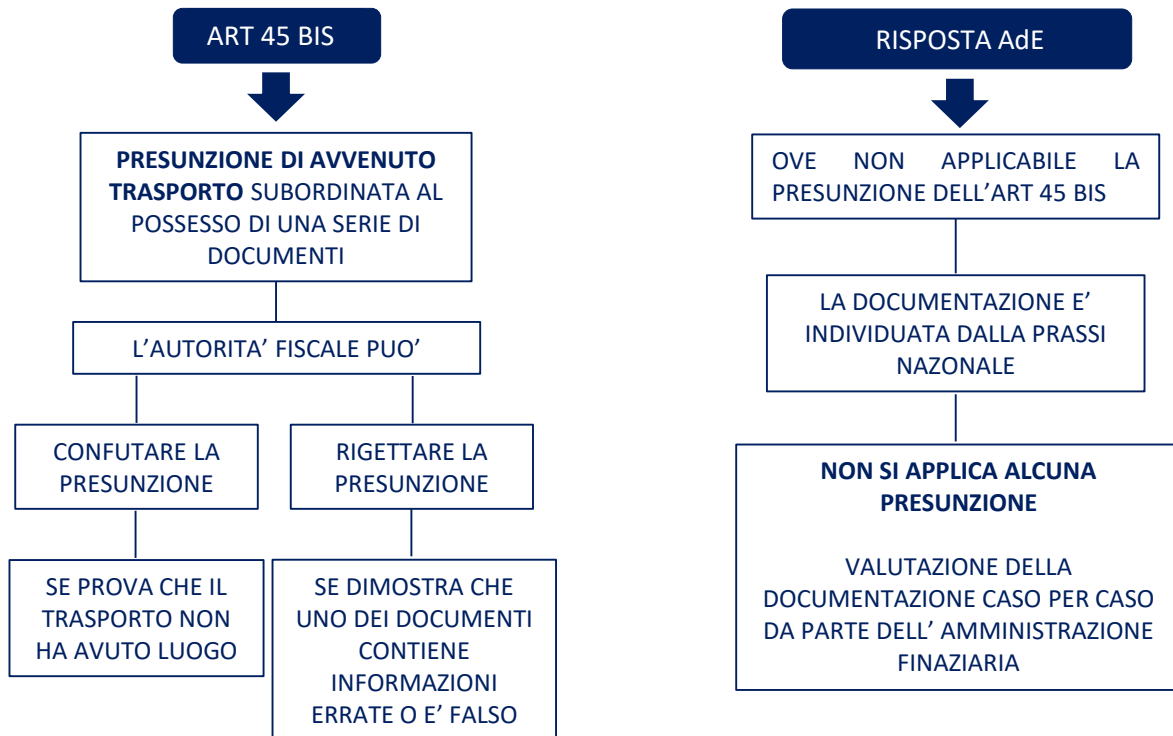 ART 45 BIS
PRESUNZIONE DI AVVENUTO
TRASPORTO SUBORDINATA AL
POSSESSO DI UNA SERIE DI
DOCUMENTI
L'AUTORITA' FISCALE PUO'
CONFUTARE LA
PRESUNZIONE
SE PROVA CHE IL
TRASPORTO NON
HA AVUTO LUOGO
RIGETTARE LA
PRESUNZIONE
SE DIMOSTRA CHE
UNO DEI DOCUMENTI
CONTIENE
INFORMAZIONI
ERRATE O E' FALSO
RISPOSTA AdE
OVE NON APPLICABILE LA
PRESUNZIONE DELL'ART 45 BIS
LA DOCUMENTAZIONE E'
INDIVIDUATA DALLA PRASSI
NAZONALE
NON SI APPLICA ALCUNA
PRESUNZIONE
VALUTAZIONE DELLA
DOCUMENTAZIONE CASO PER CASO
DA PARTE DELL' AMMINISTRAZIONE
FINAZIARIA